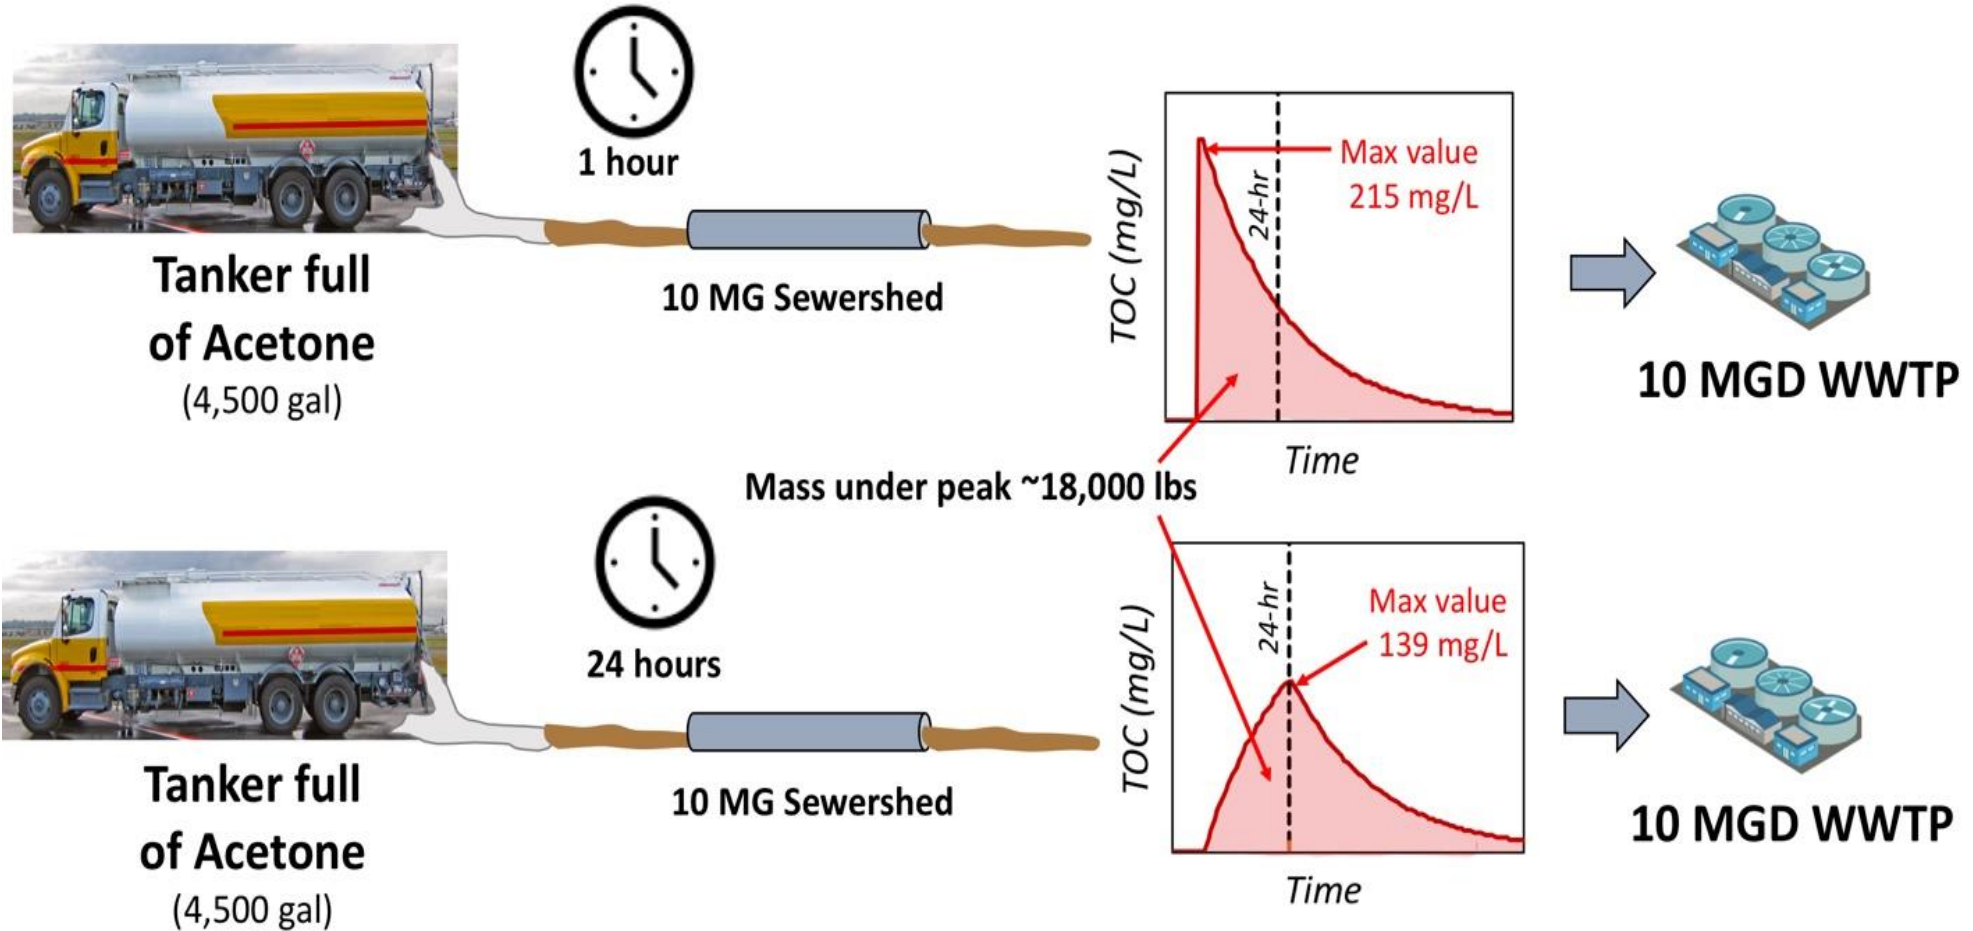 1 hour
Tanker full
of Acetone
(4,500 gal)
10 MG Sewershed
TOC (mg/L)
24-hr
Max value
215 mg/L
Time
10 MGD WWTP
Mass under peak ~18,000 lbs
24 hours
Tanker full
of Acetone
(4,500 gal)
10 MG Sewershed
TOC (mg/L)
24-hr
Max value
139 mg/L
Time
10 MGD WWTP